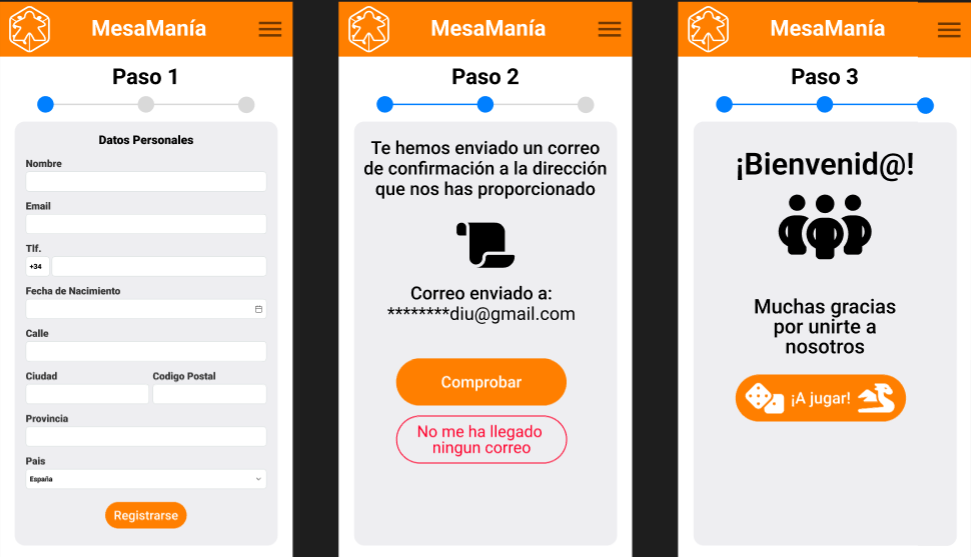 MesaManía
Paso 1
Datos Personales
Nombre
Email
Tlf.
+34
Fecha de Nacimiento
Calle
Ciudad
Codigo Postal
Provincia
Pais
España
Registrarse
MesaManía
Paso 2
Te hemos enviado un correo
de confirmación a la dirección
que nos has proporcionado
Correo enviado a:
********diu@gmail.com
Comprobar
No me ha llegado
ningun correo
MesaManía
Paso 3
¡Bienvenid@!
Muchas gracias
por unirte a
nosotros
¡A jugar!